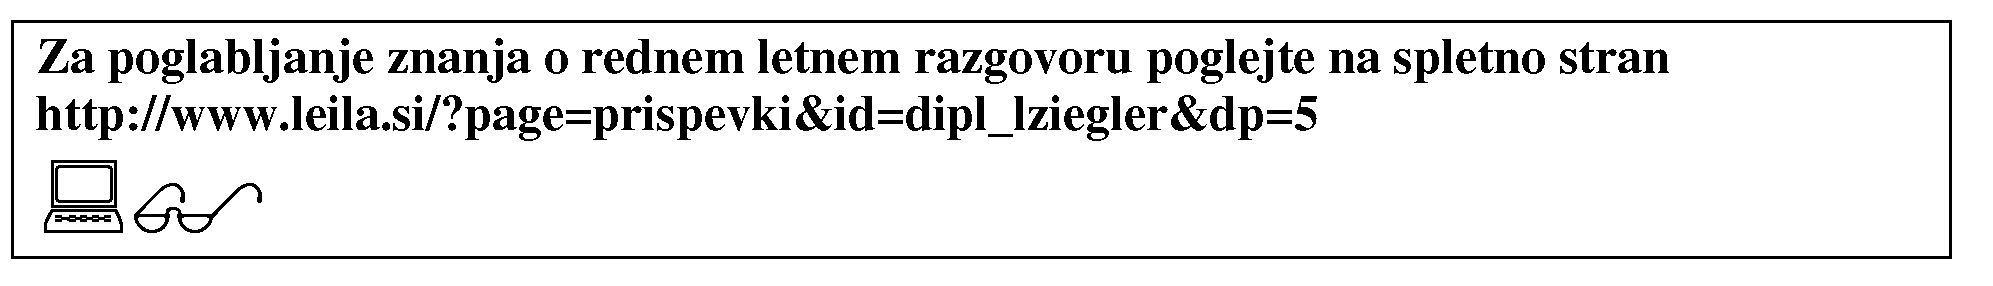 Za poglabljanje znanja o rednem letnem razgovoru poglejte na spletno stran
http://www.leila.si/?page=prispevki&id=dipl_lziegler&dp=5